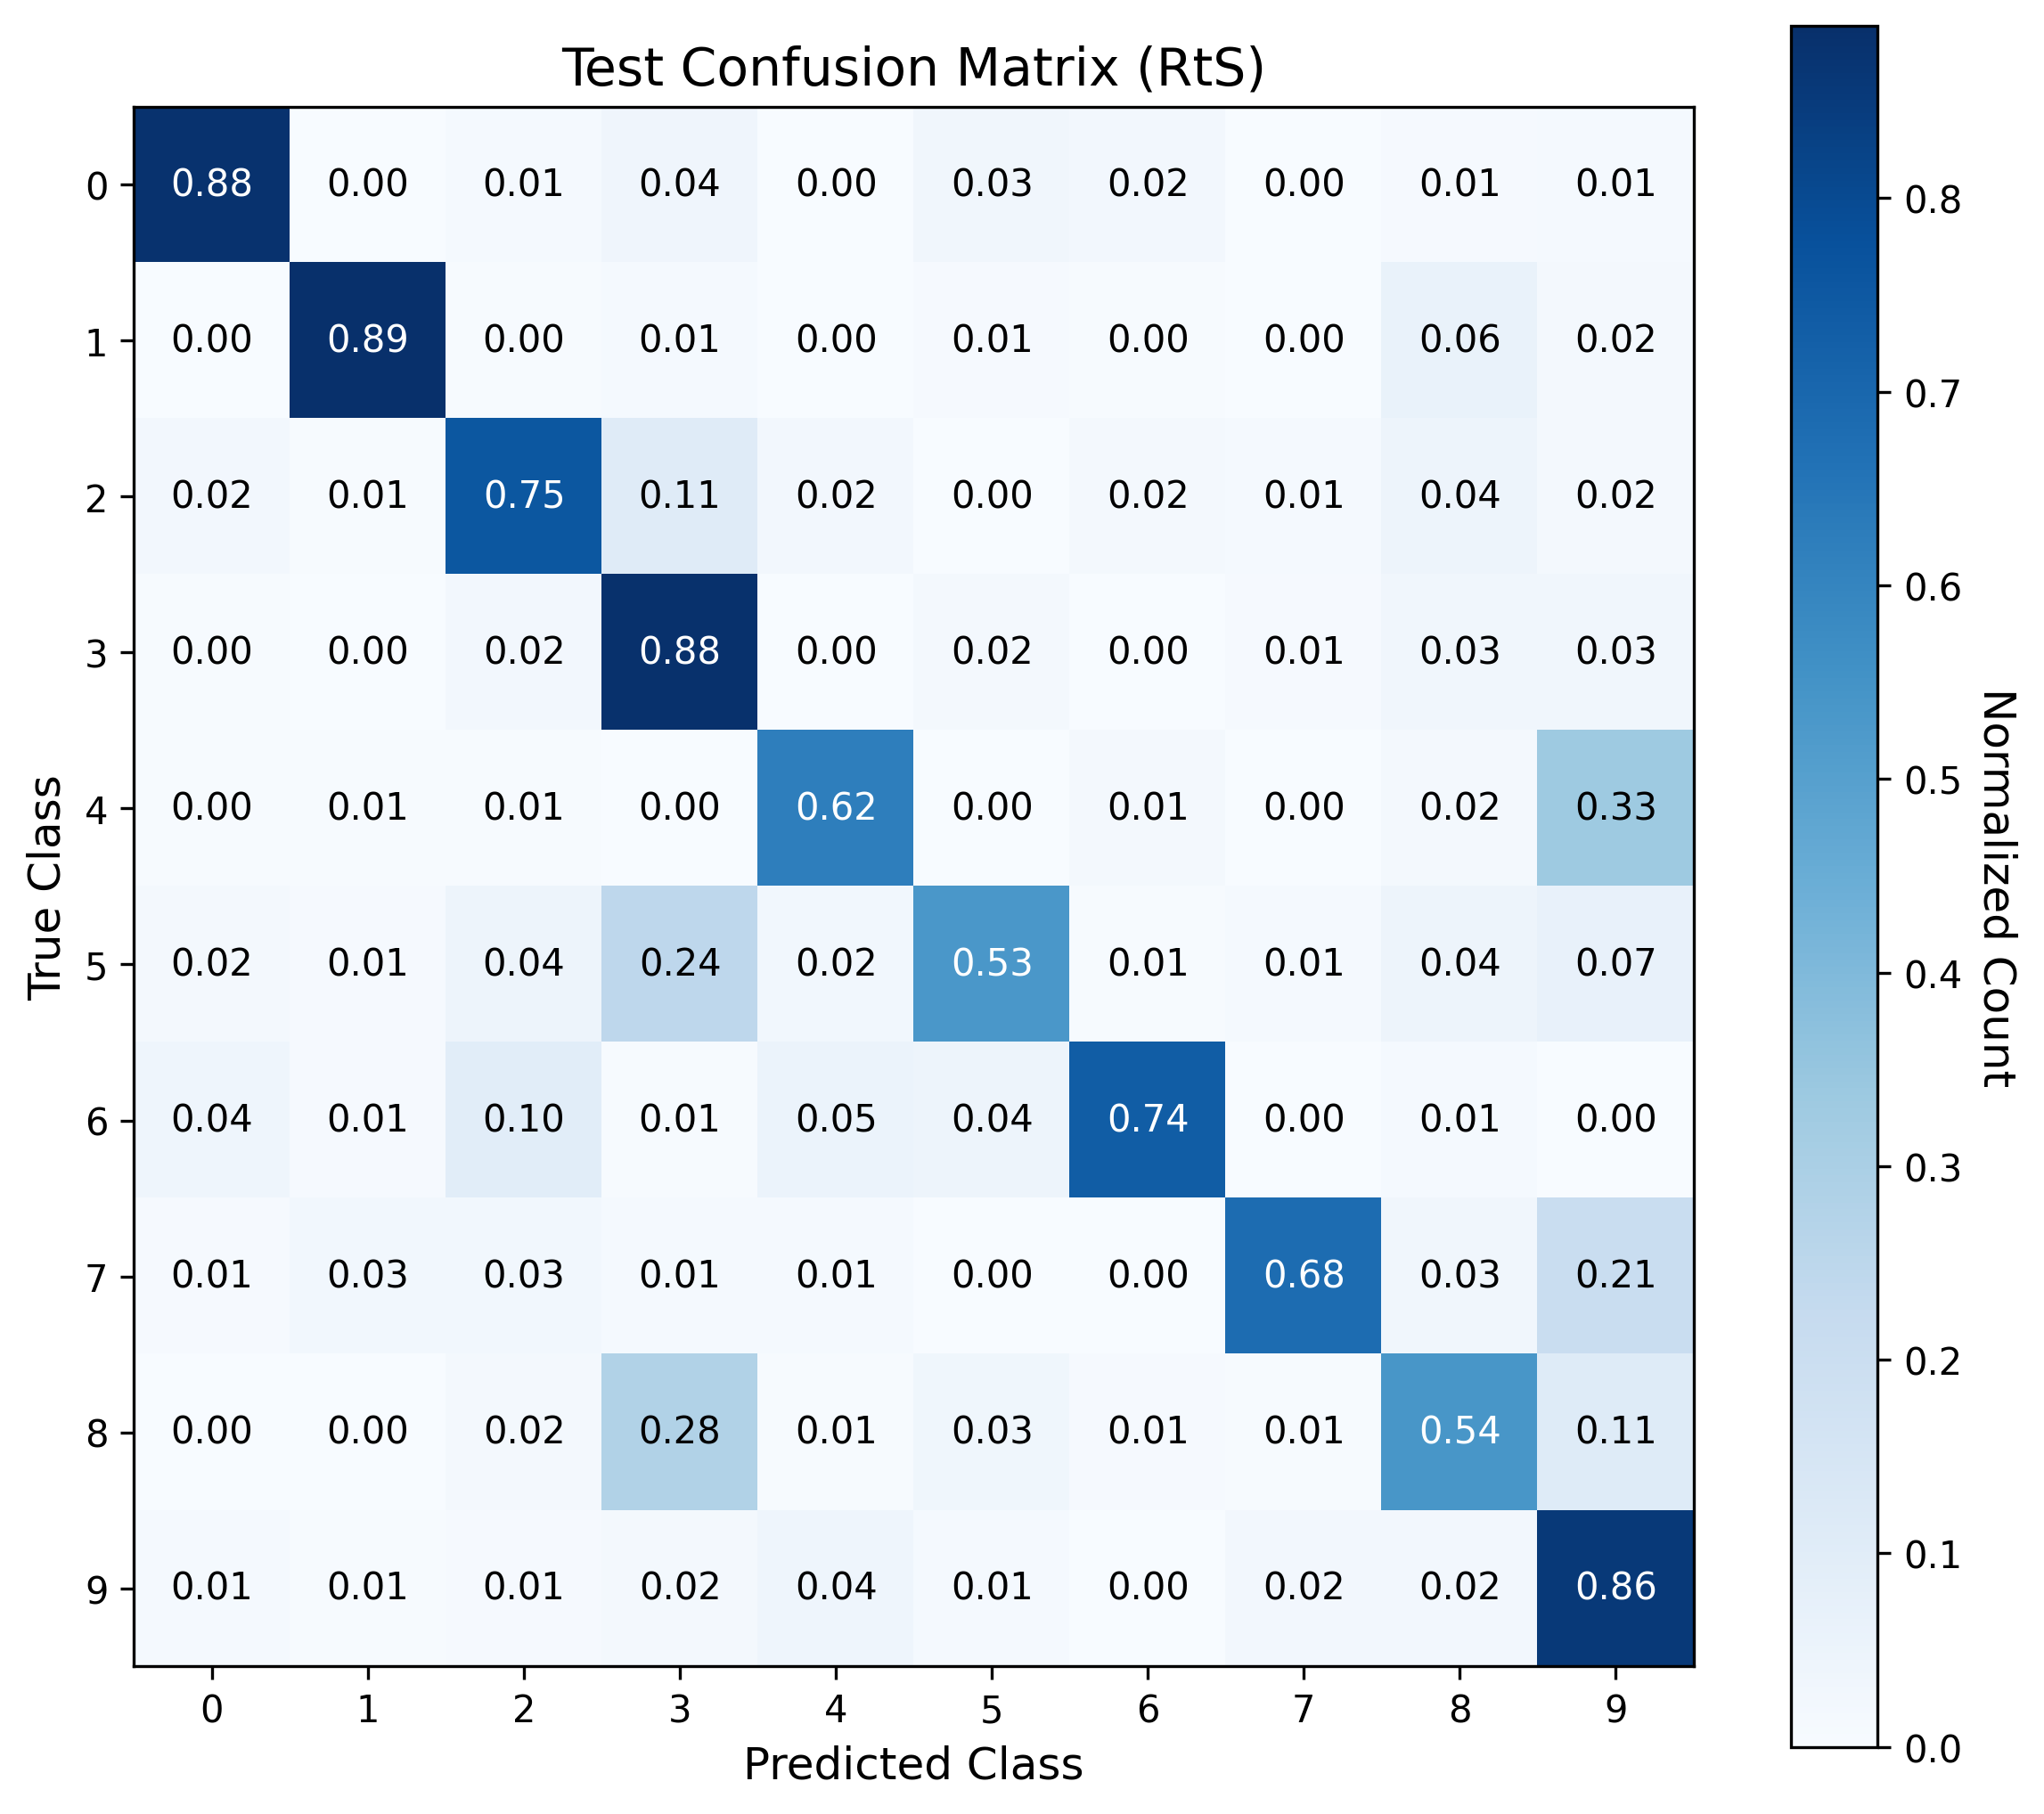 Test Confusion Matrix (RtS)
0 0.88 0.00 0.01 0.04 0.00 0.03 0.02 0.00 0.01 0.01
1 0.00 0.89 0.00 0.01 0.00 0.01 0.00 0.00 0.06 0.02
2 0.02 0.01 0.75 0.11 0.02 0.00 0.02 0.01 0.04 0.02
3 0.00 0.00 0.02 0.88 0.00 0.02 0.00 0.01 0.03 0.03
4 0.00 0.01 0.01 0.00 0.62 0.00 0.01 0.00 0.02 0.33
5 0.02 0.01 0.04 0.24 0.02 0.53 0.01 0.01 0.04 0.07
6 0.04 0.01 0.10 0.01 0.05 0.04 0.74 0.00 0.01 0.00
7 0.01 0.03 0.03 0.01 0.01 0.00 0.00 0.68 0.03 0.21
8 0.00 0.00 0.02 0.28 0.01 0.03 0.01 0.01 0.54 0.11
9 0.01 0.01 0.01 0.02 0.04 0.01 0.00 0.02 0.02 0.86
0 1 2 3 4 5 6 7 8 9
Predicted Class
True Class
0.8
0.7
0.6
0.5
0.4
0.3
0.2
0.1
0.0
Normalized Count